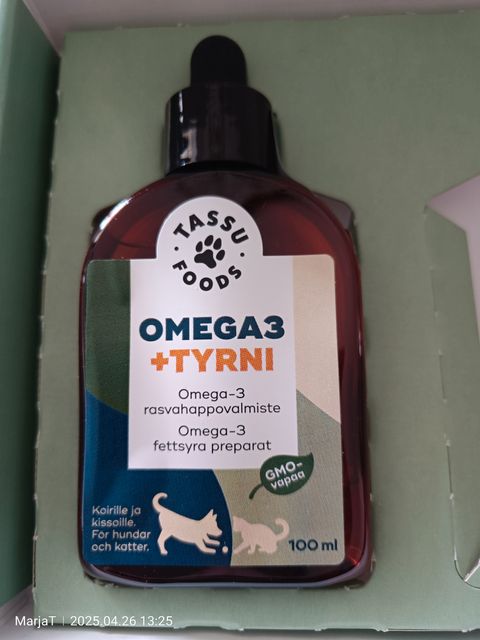 TASSU
FOODS
OMEGA3
+TYRNI
Omega-3
rasvahappovalmiste
Omega-3
fettsyra preparat
GMO-
vapaa
Koirille ja
kissoille.
För hundar
och katter.
100 ml
MarjaT | 2025.04.26 13:25